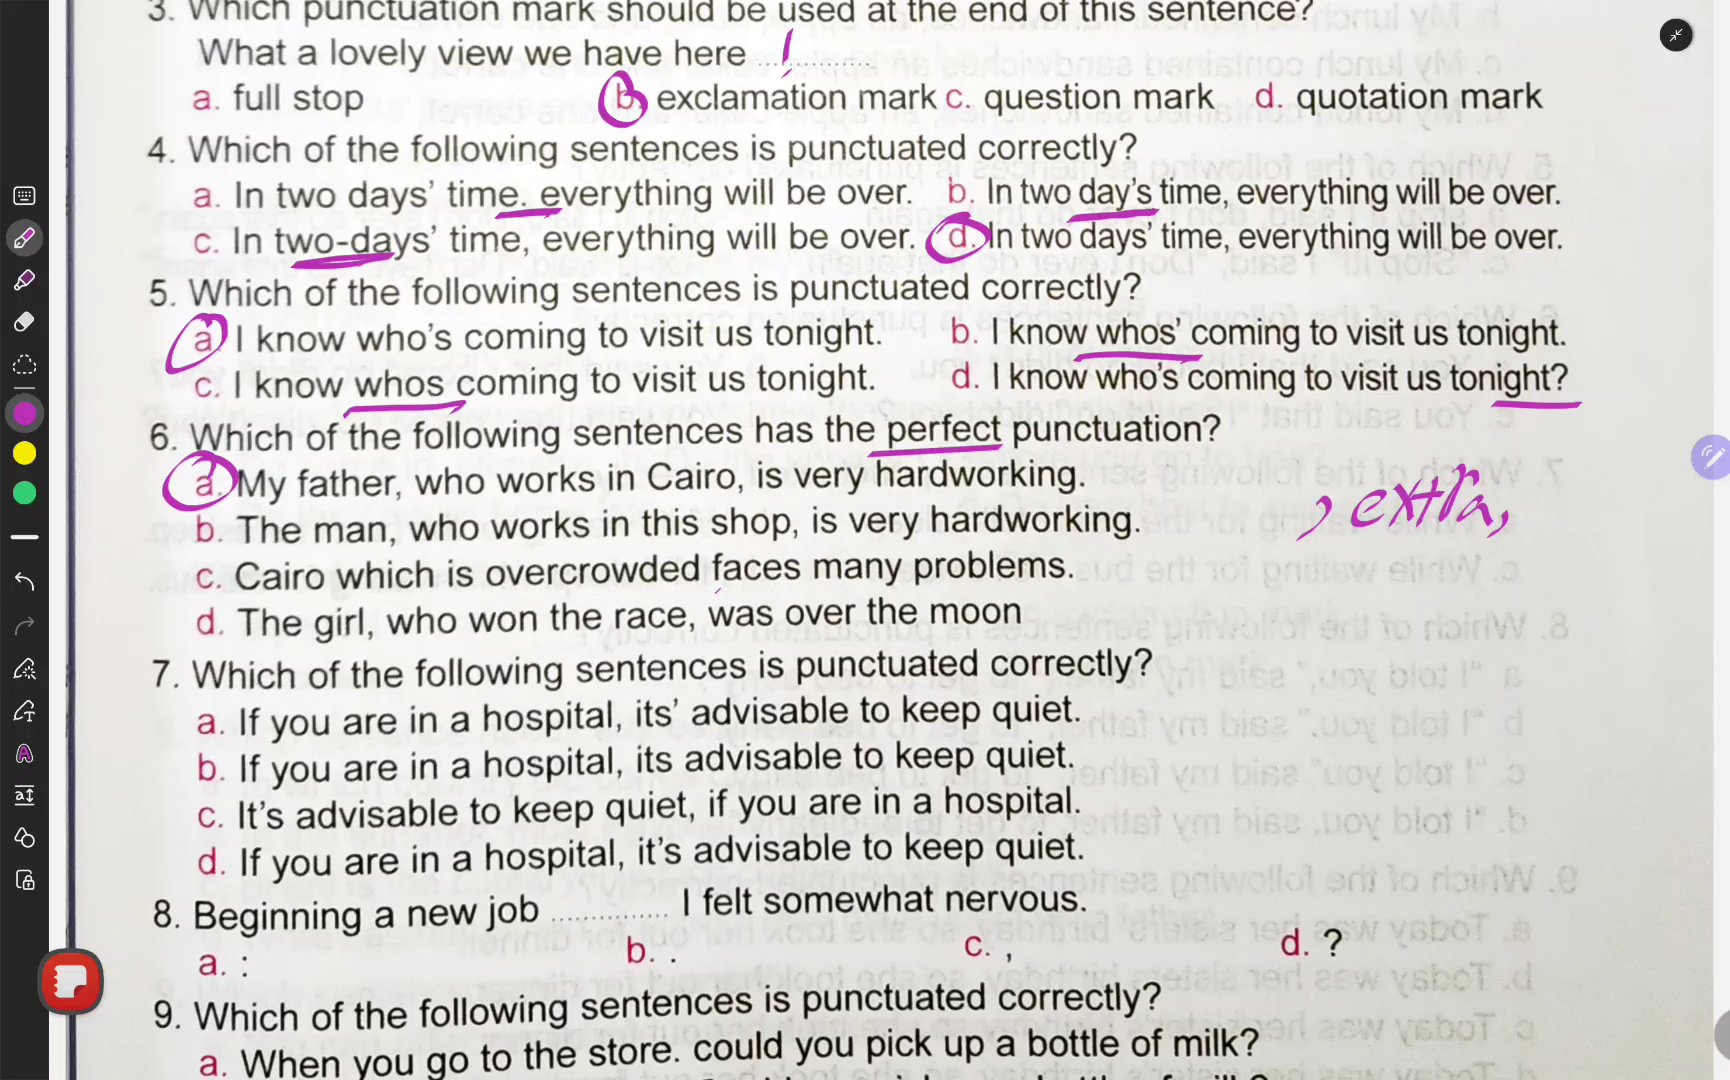 3. Which punctuation mark should be used at the end of this sentence?
What a lovely view we have here ............ !
a. full stop b. exclamation mark c. question mark d. quotation mark
4. Which of the following sentences is punctuated correctly?
a. In two days' time. everything will be over. b. In two day's time, everything will be over.
c. In two-days' time, everything will be over. d. In two days' time, everything will be over.
5. Which of the following sentences is punctuated correctly?
a. I know who's coming to visit us tonight. b. I know whos' coming to visit us tonight.
c. I know whos coming to visit us tonight. d. I know who's coming to visit us tonight?
6. Which of the following sentences has the perfect punctuation?
a. My father, who works in Cairo, is very hardworking.
, extra,
b. The man, who works in this shop, is very hardworking.
c. Cairo which is overcrowded faces many problems.
d. The girl, who won the race, was over the moon
7. Which of the following sentences is punctuated correctly?
a. If you are in a hospital, its' advisable to keep quiet.
b. If you are in a hospital, its advisable to keep quiet.
c. It's advisable to keep quiet, if you are in a hospital.
d. If you are in a hospital, it's advisable to keep quiet.
8. Beginning a new job ............. I felt somewhat nervous.
a. : b. . c. , d. ?
9. Which of the following sentences is punctuated correctly?
a. When you go to the store. could you pick up a bottle of milk?